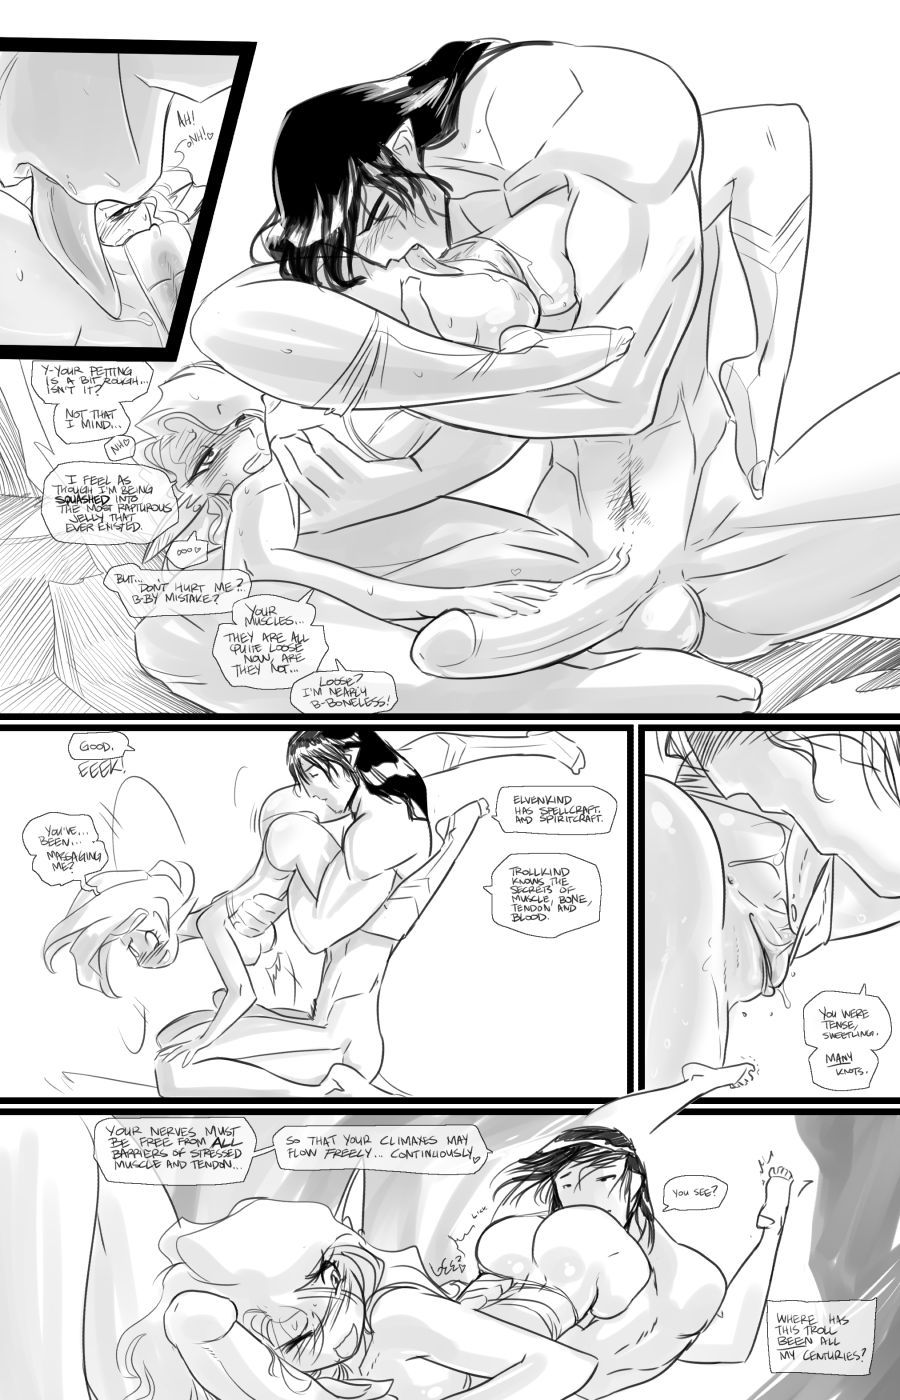 AH!
ONH!♡
Y-YOUR PETTING
IS A BIT ROUGH...
ISN'T IT?
NOT THAT
I MIND...
NH♡
I FEEL AS
THOUGH I'M BEING
SQUASHED INTO
THE MOST RAPTUROUS
JELLY THAT
EVER EXISTED.
OOO♡
BUT...
DON'T HURT ME?
B-BY MISTAKE?
YOUR
MUSCLES...
THEY ARE ALL
QUITE LOOSE
NOW, ARE
THEY NOT...
LOOSE?
I'M NEARLY
B-BONELESS!
GOOD.
EEEK!
YOU'VE...
BEEN...
MASSAGING
ME?
ELVENKIND
HAS SPELLCRAFT.
AND SPIRITCRAFT.
TROLLKIND
KNOWS THE
SECRETS OF
MUSCLE, BONE,
TENDON AND
BLOOD.
YOU WERE
TENSE,
SWEETLING.
MANY
KNOTS.
YOUR NERVES MUST
BE FREE FROM ALL
BARRIERS OF STRESSED
MUSCLE AND TENDON...
SO THAT YOUR CLIMAXES MAY
FLOW FREELY... CONTINUOUSLY♡
LICK
YOU SEE?
WHERE HAS
THIS TROLL
BEEN ALL
MY CENTURIES?